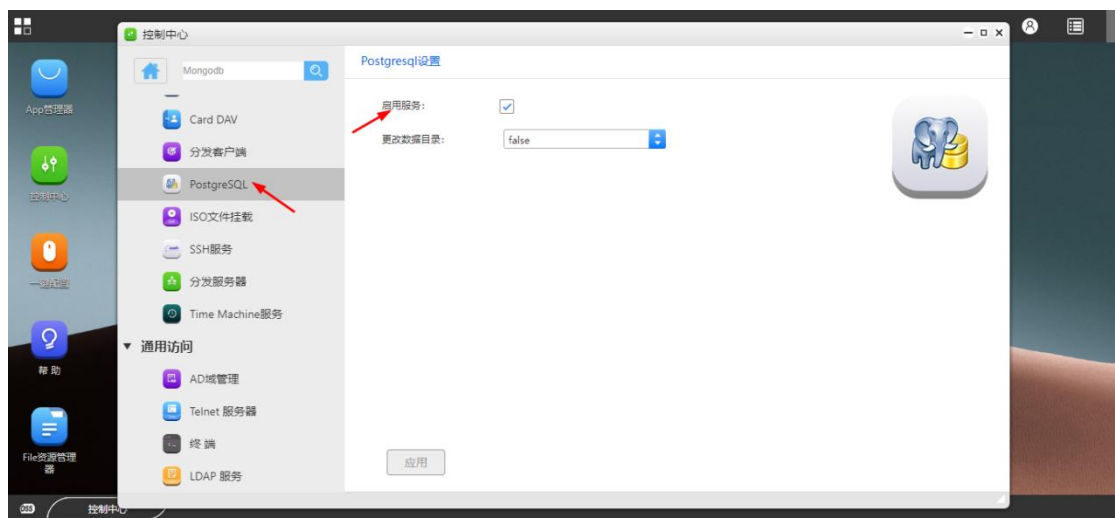 控制中心
Mongodb
Postgresql设置
App管理器
Card DAV
启用服务:
分发客户端
更改数据目录:
false
控制中心
PostgreSQL
ISO文件挂载
SSH服务
一键配置
分发服务器
Time Machine服务
帮 助
通用访问
AD域管理
Telnet 服务器
File资源管理
器
终 端
应用
LDAP 服务
控制中心